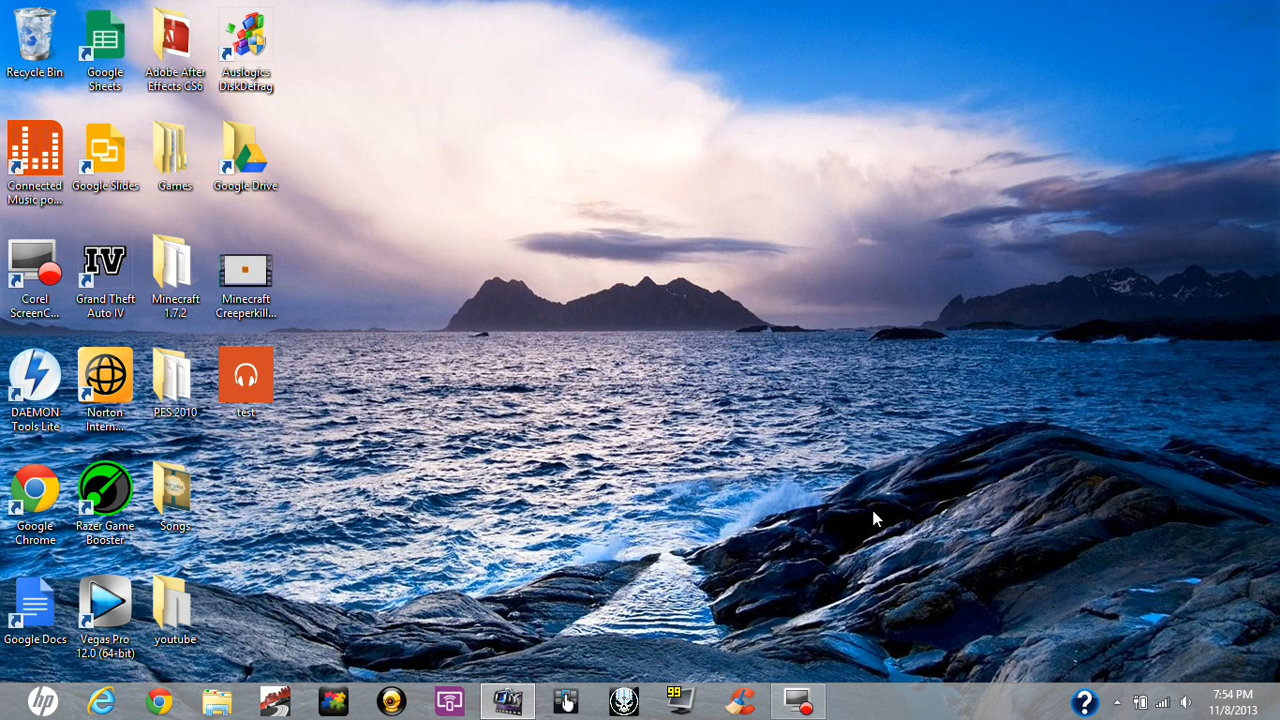 Recycle Bin
Google
Sheets
Adobe After
Effects CS6
Auslogics
DiskDefrag
Connected
Music po...
Google Slides
Games
Google Drive
Corel
ScreenC...
IV
Grand Theft
Auto IV
Minecraft
1.7.2
Minecraft
Creeperkill...
DAEMON
Tools Lite
Norton
Intern...
PES 2010
test
Google
Chrome
Razer Game
Booster
Songs
Google Docs
Vegas Pro
12.0 (64-bit)
youtube
hp
99
?
7:54 PM
11/8/2013